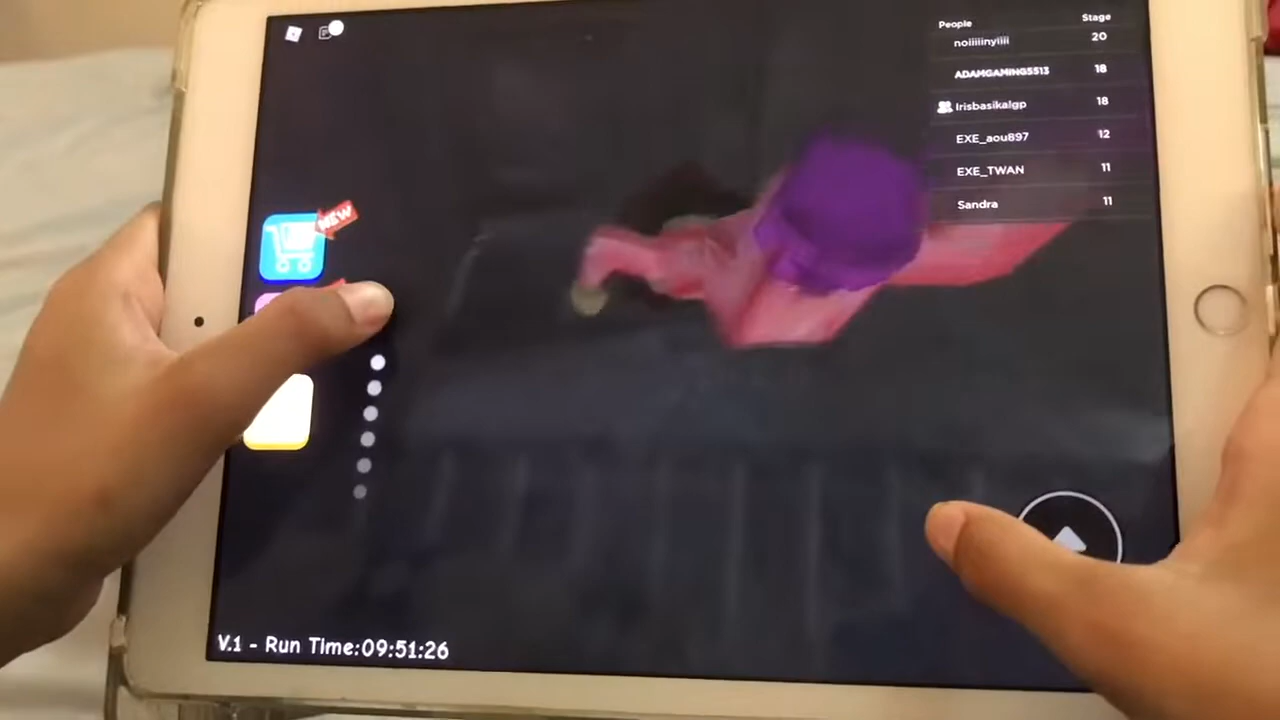 People Stage
noiiiiinyiiii 20
ADAMGAMING5513 18
Irisbasikalgp 18
EXE_aou897 12
EXE_TWAN 11
Sandra 11
NEW
V.1 - Run Time:09:51:26